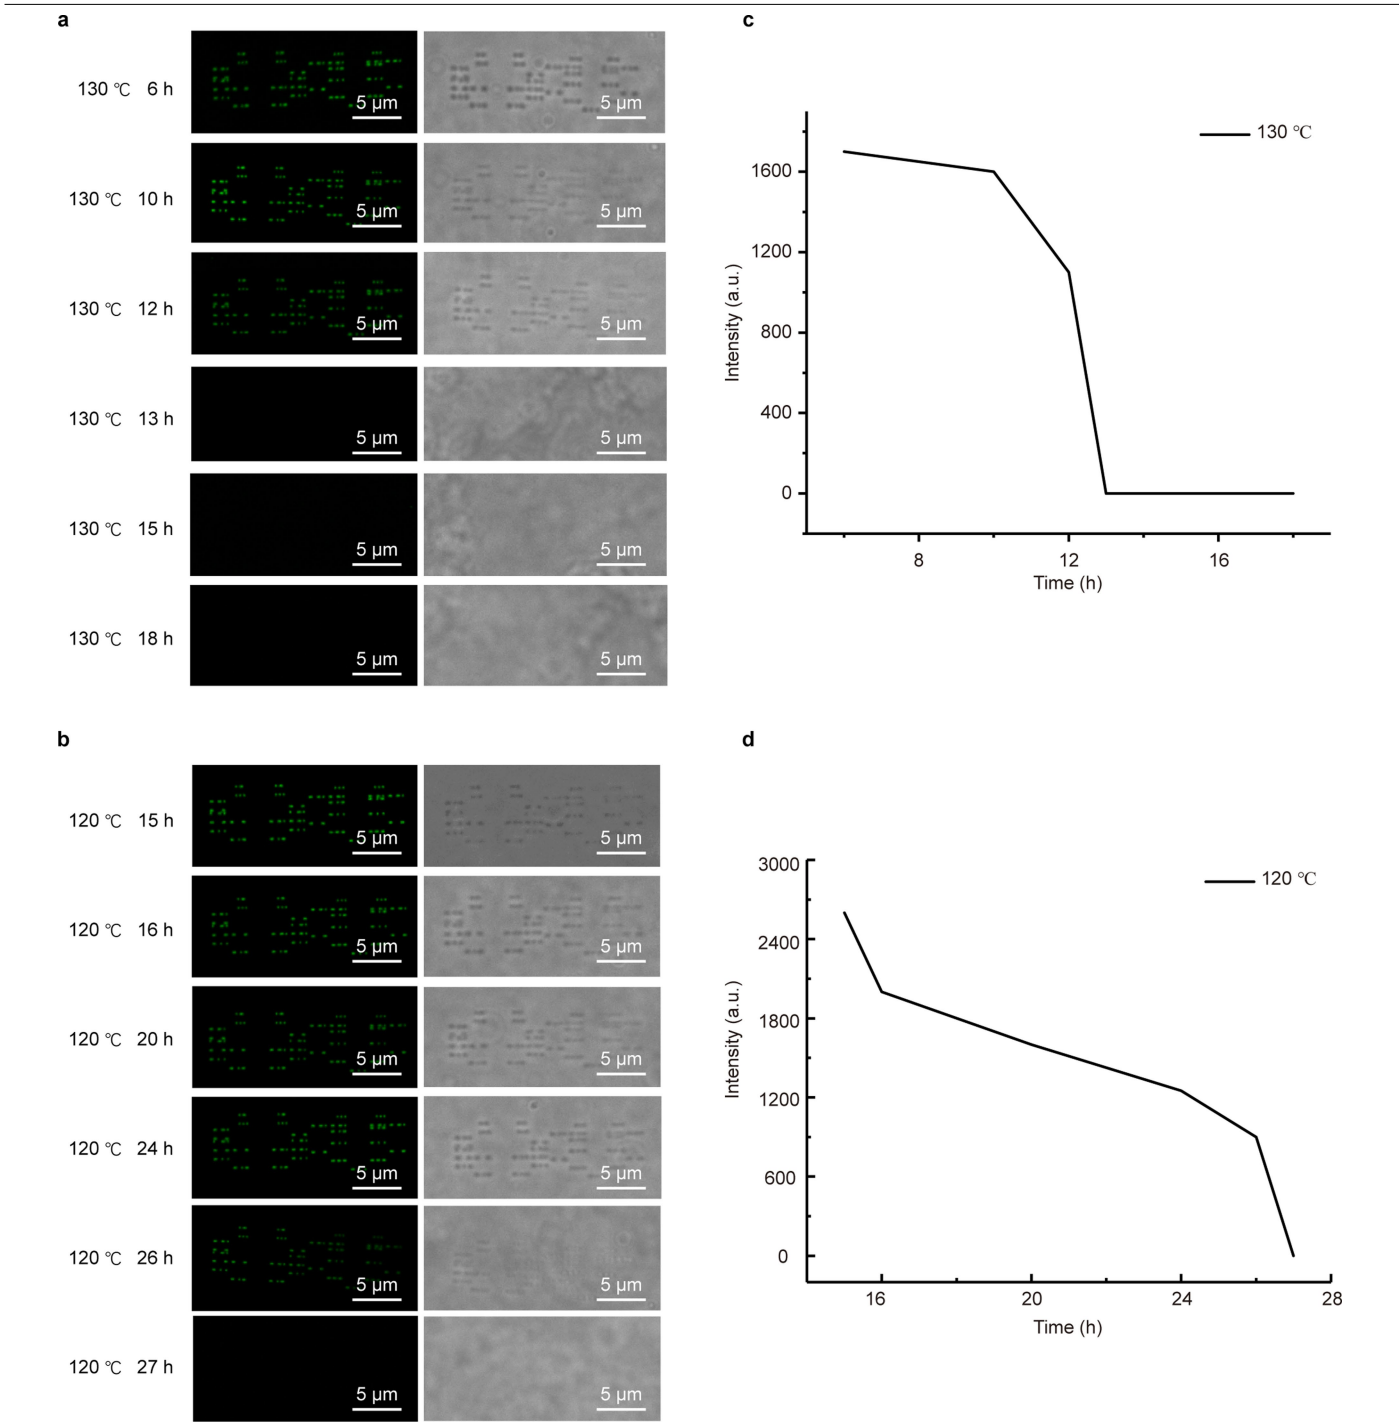 a
130 ℃ 6 h
5 µm 5 µm
130 ℃ 10 h
5 µm 5 µm
130 ℃ 12 h
5 µm 5 µm
130 ℃ 13 h
5 µm 5 µm
130 ℃ 15 h
5 µm 5 µm
130 ℃ 18 h
5 µm 5 µm
c
130 ℃
1600
1200
800
400
0
Intensity (a.u.)
8 12 16
Time (h)
b
120 ℃ 15 h
5 µm 5 µm
120 ℃ 16 h
5 µm 5 µm
120 ℃ 20 h
5 µm 5 µm
120 ℃ 24 h
5 µm 5 µm
120 ℃ 26 h
5 µm 5 µm
120 ℃ 27 h
5 µm 5 µm
d
120 ℃
3000
2400
1800
1200
600
0
Intensity (a.u.)
16 20 24 28
Time (h)